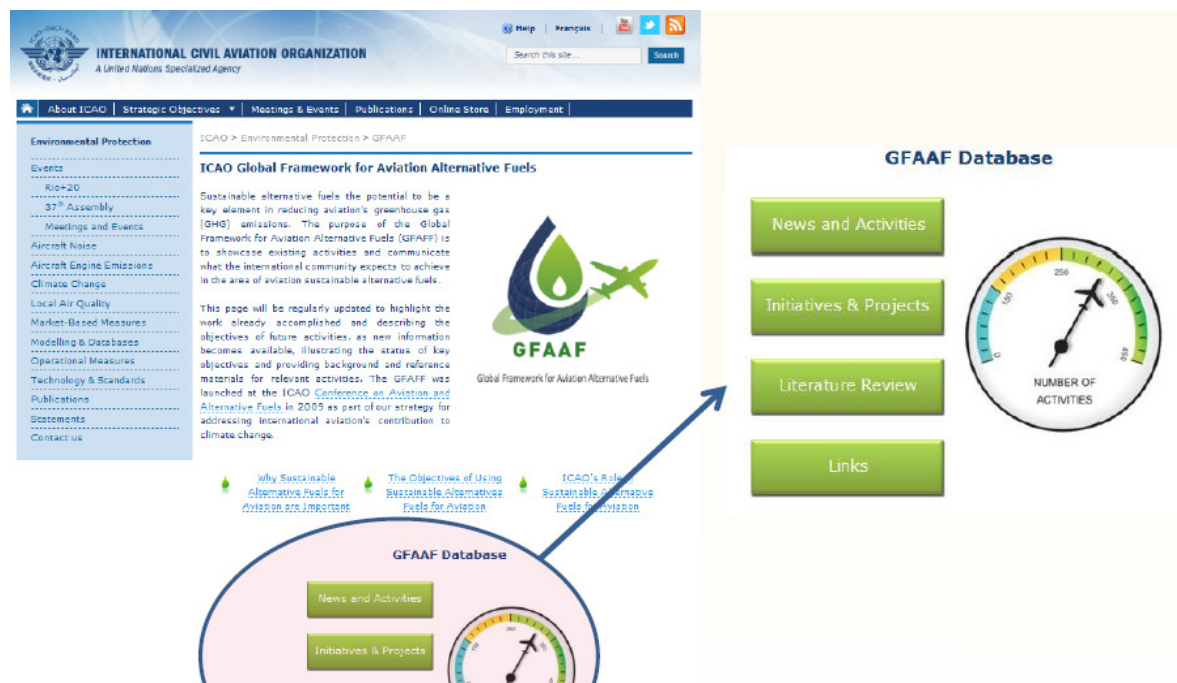 Help | Français |
INTERNATIONAL CIVIL AVIATION ORGANIZATION
A United Nations Specialized Agency
Search this site...
Search
About ICAO | Strategic Objectives ▼ | Meetings & Events | Publications | Online Store | Employment |
Environmental Protection
Events
Rio+20
37th Assembly
Meetings and Events
Aircraft Noise
Aircraft Engine Emissions
Climate Change
Local Air Quality
Market-Based Measures
Modelling & Databases
Operational Measures
Technology & Standards
Publications
Statements
Contact us
ICAO > Environmental Protection > GFAAF
ICAO Global Framework for Aviation Alternative Fuels
Sustainable alternative fuels the potential to be a
key element in reducing aviation's greenhouse gas
(GHG) emissions. The purpose of the Global
Framework for Aviation Alternative Fuels (GFAFF) is
to showcase existing activities and communicate
what the international community expects to achieve
in the area of aviation sustainable alternative fuels.
This page will be regularly updated to highlight the
work already accomplished and describing the
objectives of future activities, as new information
becomes available, illustrating the status of key
objectives and providing background and reference
materials for relevant activities. The GFAFF was
launched at the ICAO Conference on Aviation and
Alternative Fuels in 2009 as part of our strategy for
addressing international aviation's contribution to
climate change.
GFAAF
Global Framework for Aviation Alternative Fuels
Why Sustainable
Alternative Fuels for
Aviation are Important
The Objectives of Using
Sustainable Alternatives
Fuels for Aviation
ICAO's Role in
Sustainable Alternative
Fuels for Aviation
GFAAF Database
News and Activities
Initiatives & Projects
150
250
350
GFAAF Database
News and Activities
Initiatives & Projects
Literature Review
Links
0
150
250
350
450
NUMBER OF
ACTIVITIES